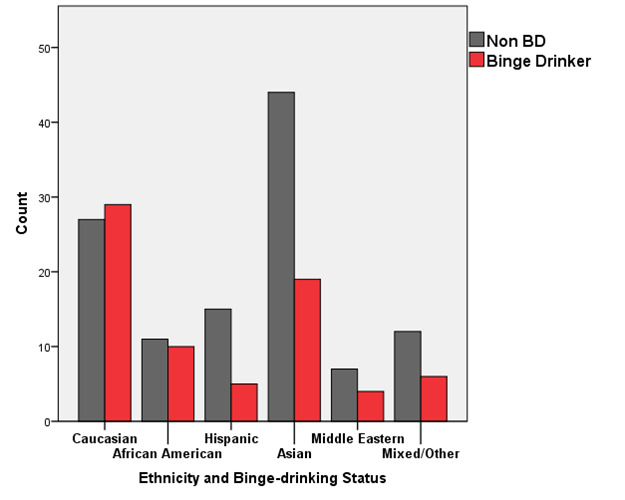 Non BD
Binge Drinker
50
40
30
20
10
0
Count
Caucasian
African American
Hispanic
Asian
Middle Eastern
Mixed/Other
Ethnicity and Binge-drinking Status